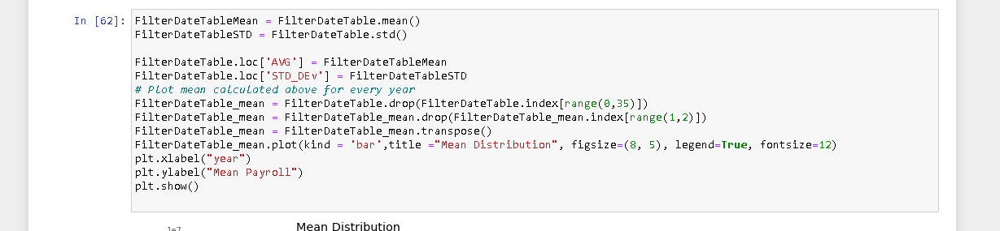 In [62]: FilterDateTableMean = FilterDateTable.mean()
FilterDateTableSTD = FilterDateTable.std()
FilterDateTable.loc['AVG'] = FilterDateTableMean
FilterDateTable.loc['STD_DEv'] = FilterDateTableSTD
# Plot mean calculated above for every year
FilterDateTable_mean = FilterDateTable.drop(FilterDateTable.index[range(0,35)])
FilterDateTable_mean = FilterDateTable_mean.drop(FilterDateTable_mean.index[range(1,2)])
FilterDateTable_mean = FilterDateTable_mean.transpose()
FilterDateTable_mean.plot(kind = 'bar',title ="Mean Distribution", figsize=(8, 5), legend=True, fontsize=12)
plt.xlabel("year")
plt.ylabel("Mean Payroll")
plt.show()
1e7 Mean Distribution